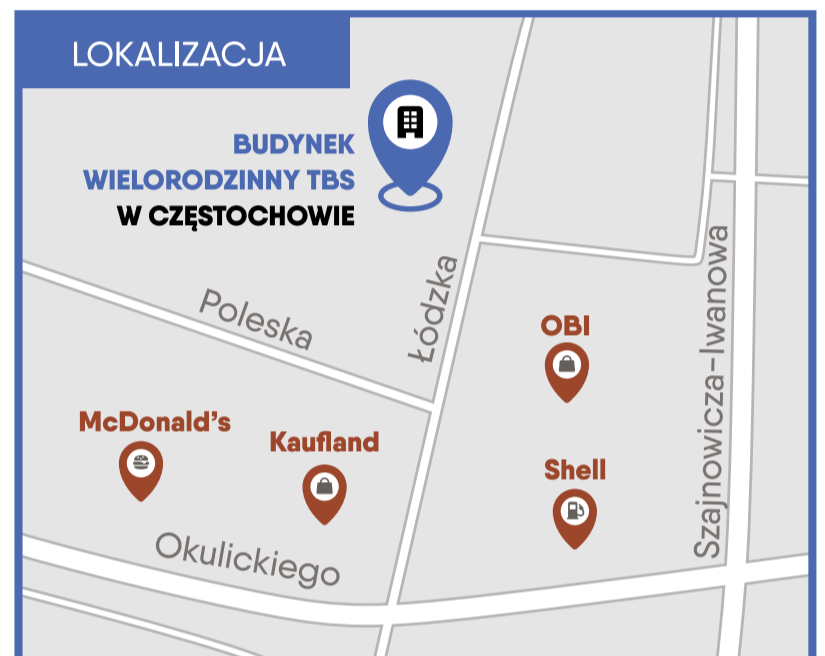 LOKALIZACJA
BUDYNEK
WIELORODZINNY TBS
W CZĘSTOCHOWIE
Poleska
Łódzka
Szajnowicza-Iwanowa
OBI
McDonald's
Kaufland
Shell
Okulickiego